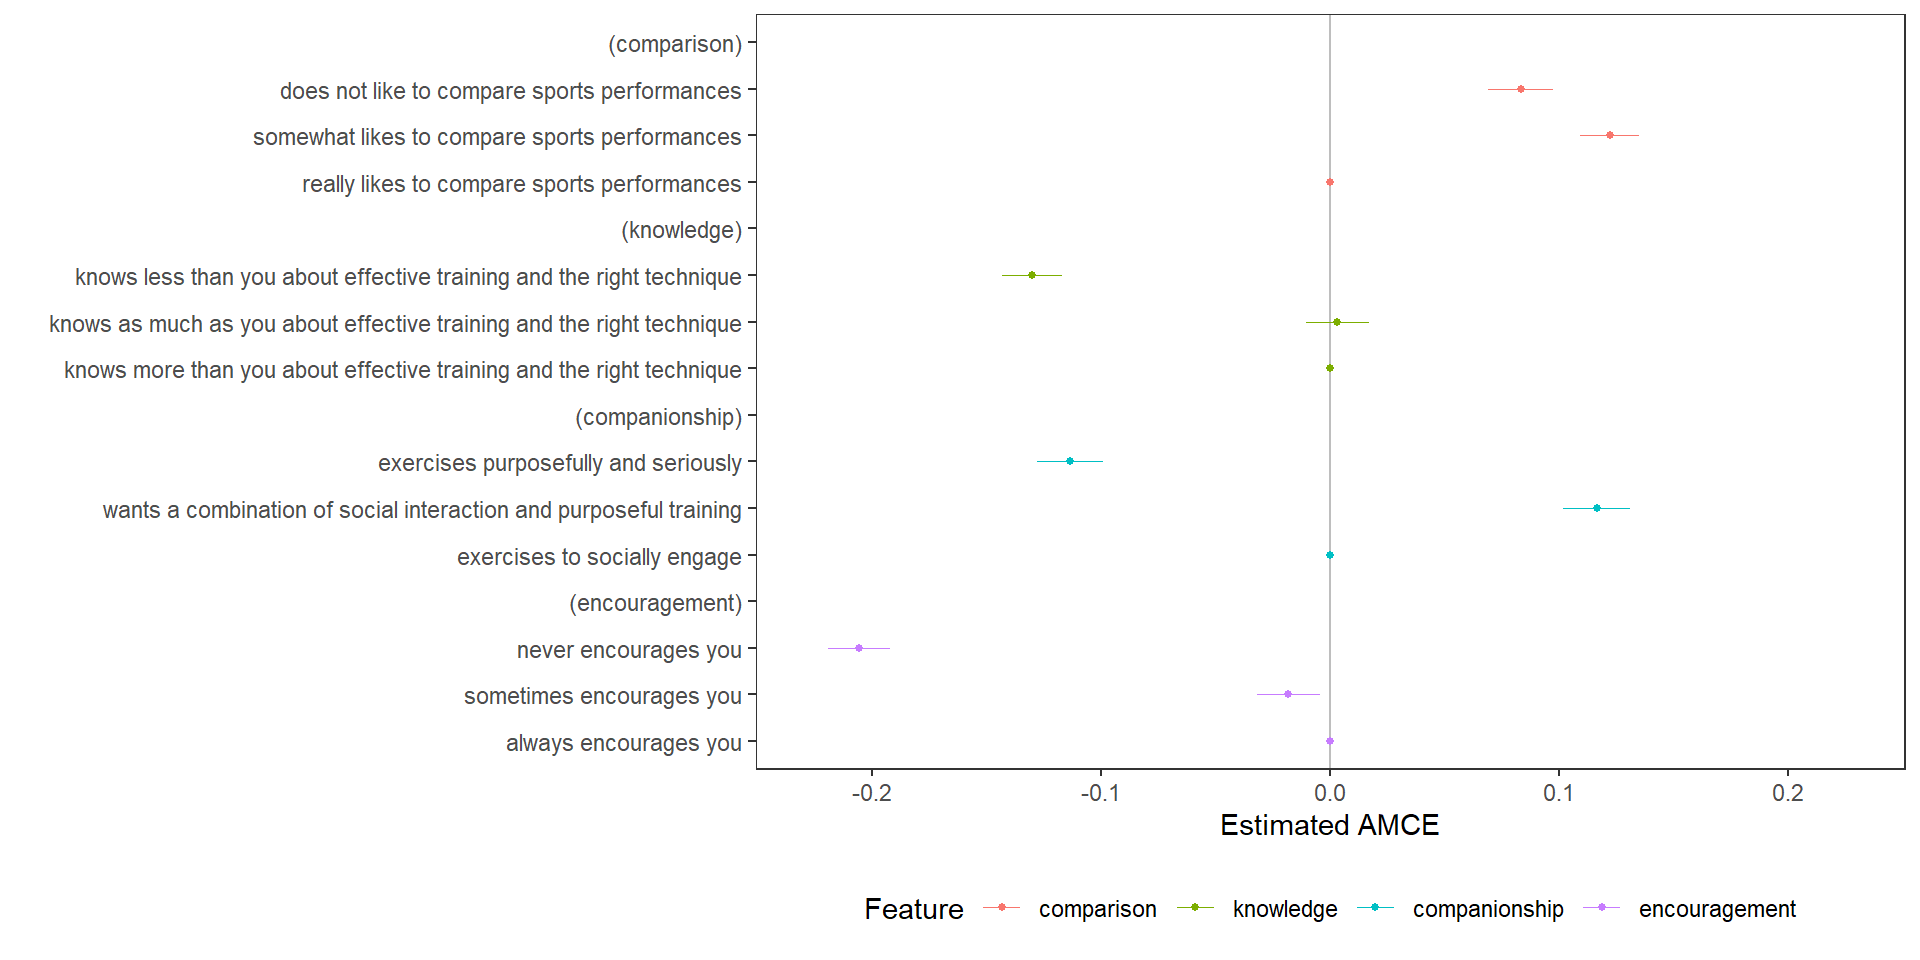 (comparison)
does not like to compare sports performances
somewhat likes to compare sports performances
really likes to compare sports performances
(knowledge)
knows less than you about effective training and the right technique
knows as much as you about effective training and the right technique
knows more than you about effective training and the right technique
(companionship)
exercises purposefully and seriously
wants a combination of social interaction and purposeful training
exercises to socially engage
(encouragement)
never encourages you
sometimes encourages you
always encourages you
-0.2 -0.1 0.0 0.1 0.2
Estimated AMCE
Feature comparison knowledge companionship encouragement